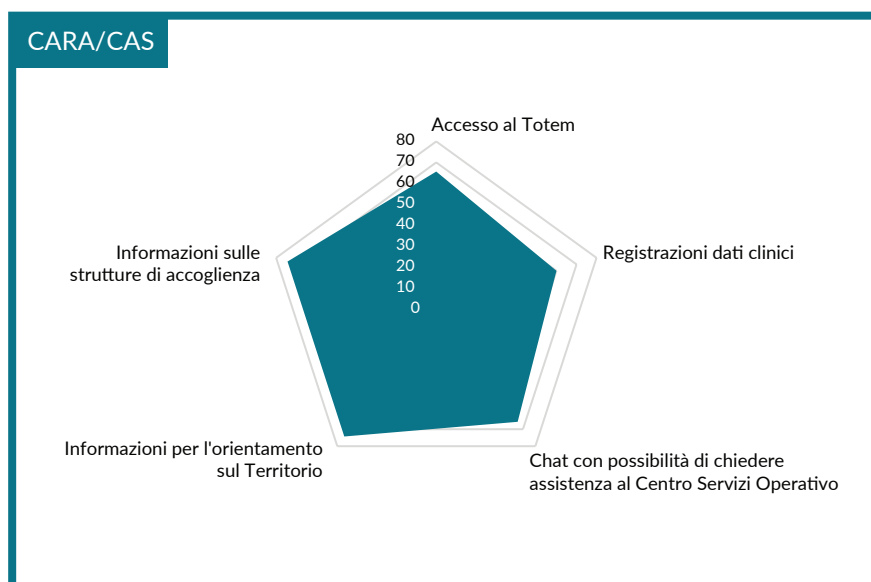 CARA/CAS
Accesso al Totem
80
70
60
50
40
30
20
10
0
Informazioni sulle
strutture di accoglienza
Registrazioni dati clinici
Informazioni per l'orientamento
sul Territorio
Chat con possibilità di chiedere
assistenza al Centro Servizi Operativo